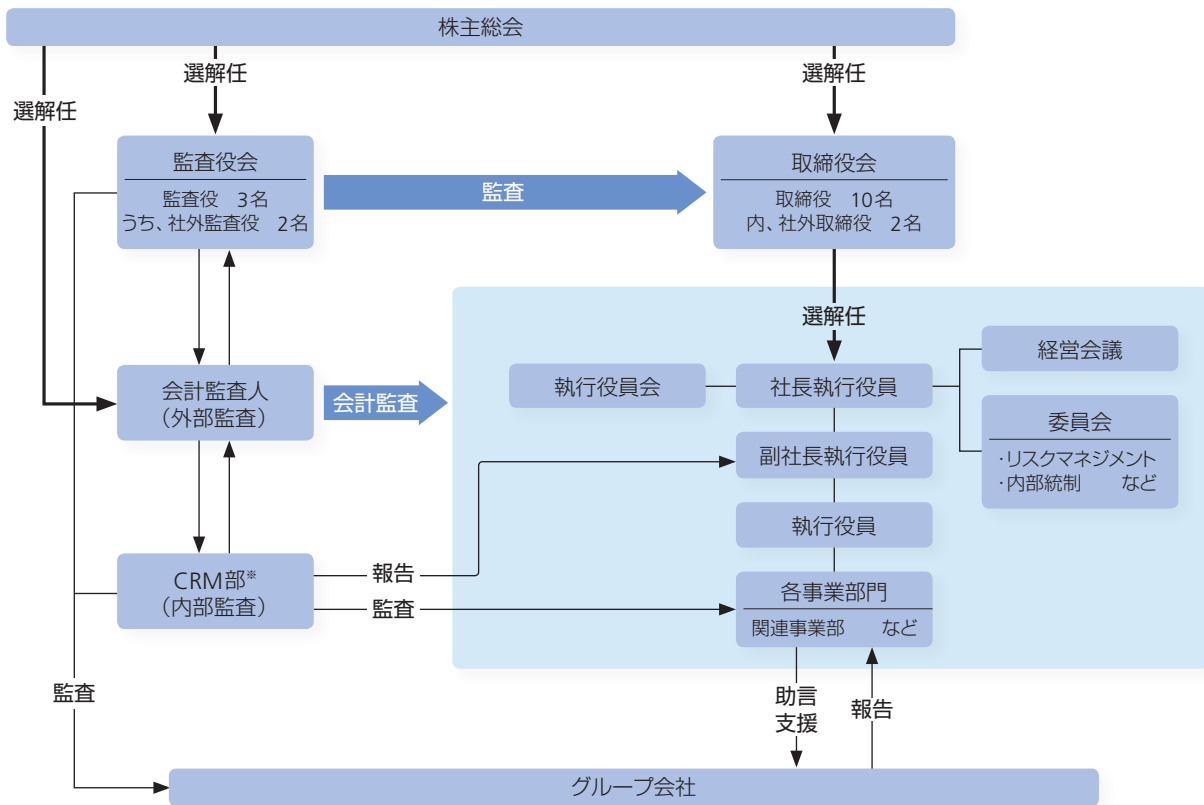 株主総会
選解任
選解任
選解任
監査役会
監査役　3名
うち、社外監査役　2名
監査
取締役会
取締役　10名
内、社外取締役　2名
選解任
会計監査人
（外部監査）
会計監査
執行役員会
社長執行役員
経営会議
委員会
・リスクマネジメント
・内部統制　　など
副社長執行役員
執行役員
CRM部※
（内部監査）
報告
監査
各事業部門
関連事業部　　など
監査
助言
支援
報告
グループ会社